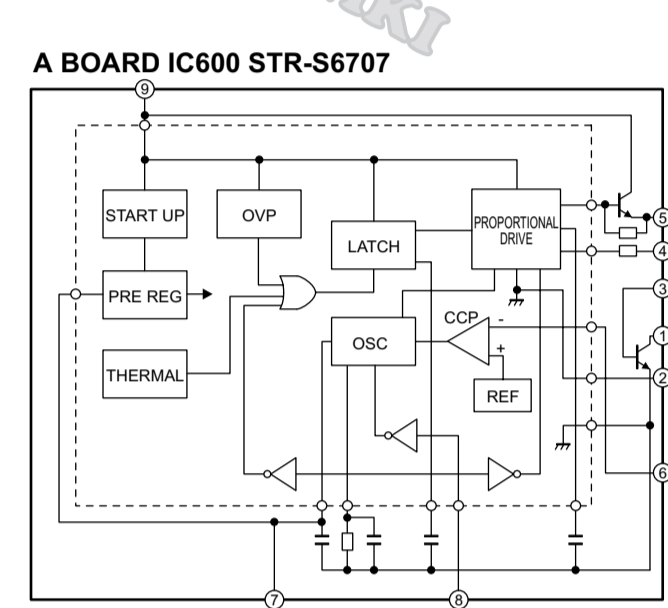 A BOARD IC600 STR-S6707
9
START UP
OVP
LATCH
PROPORTIONAL
DRIVE
5
4
3
PRE REG
OSC
CCP
-
+
1
THERMAL
REF
2
6
7
8